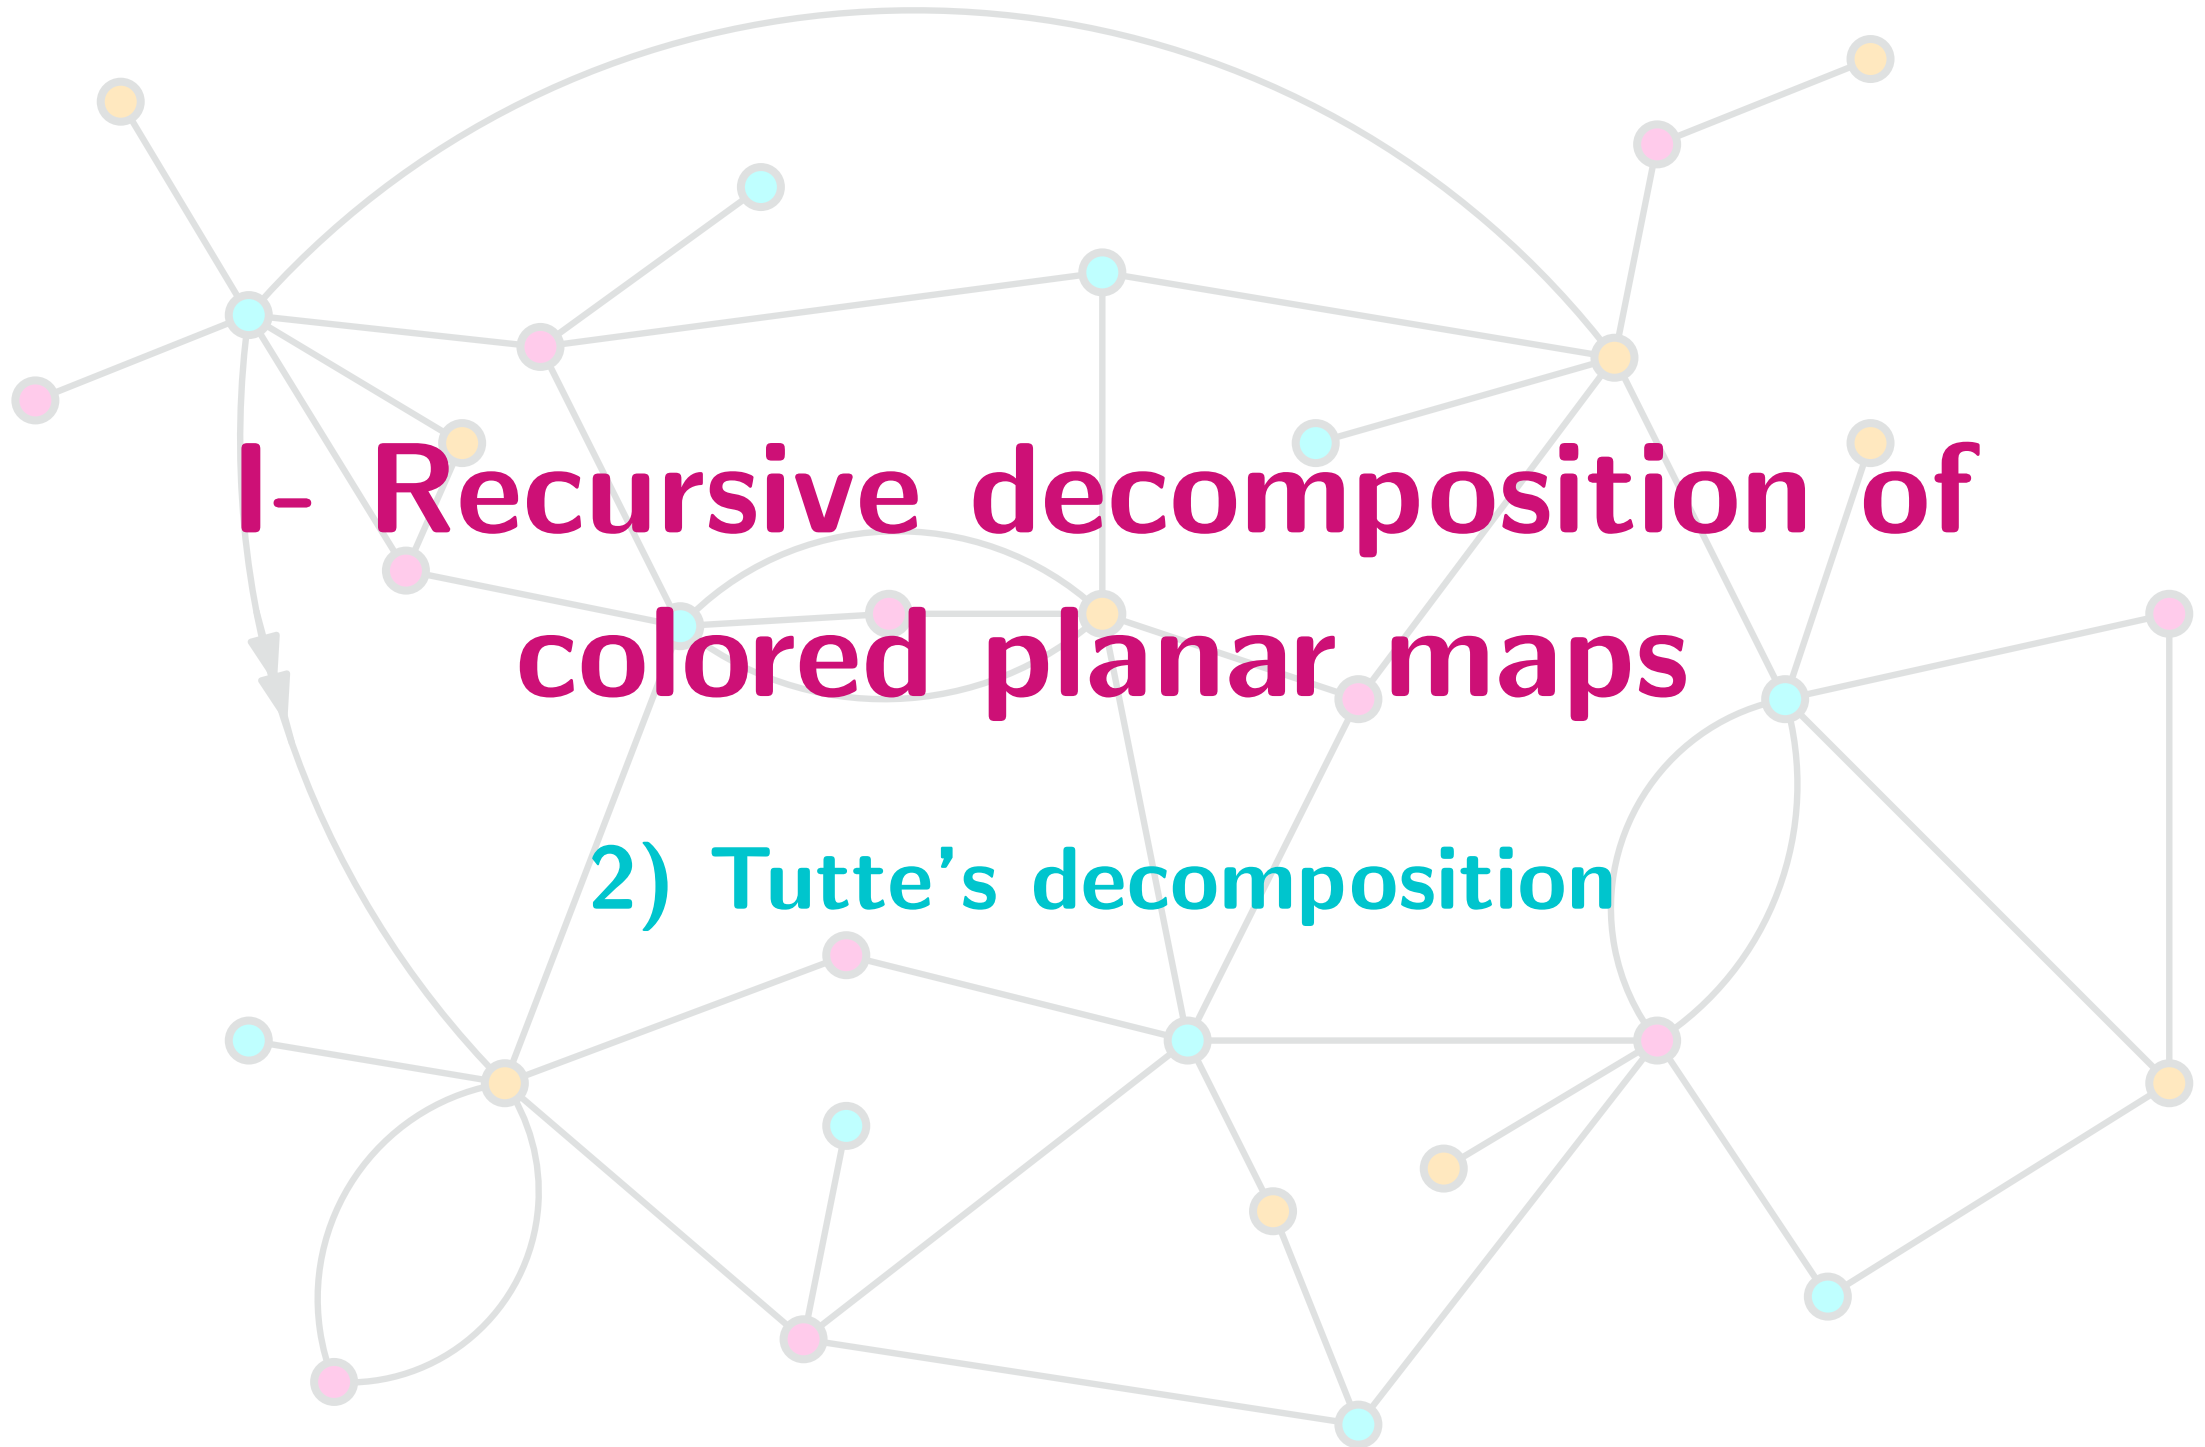 I- Recursive decomposition of
colored planar maps
2) Tutte's decomposition